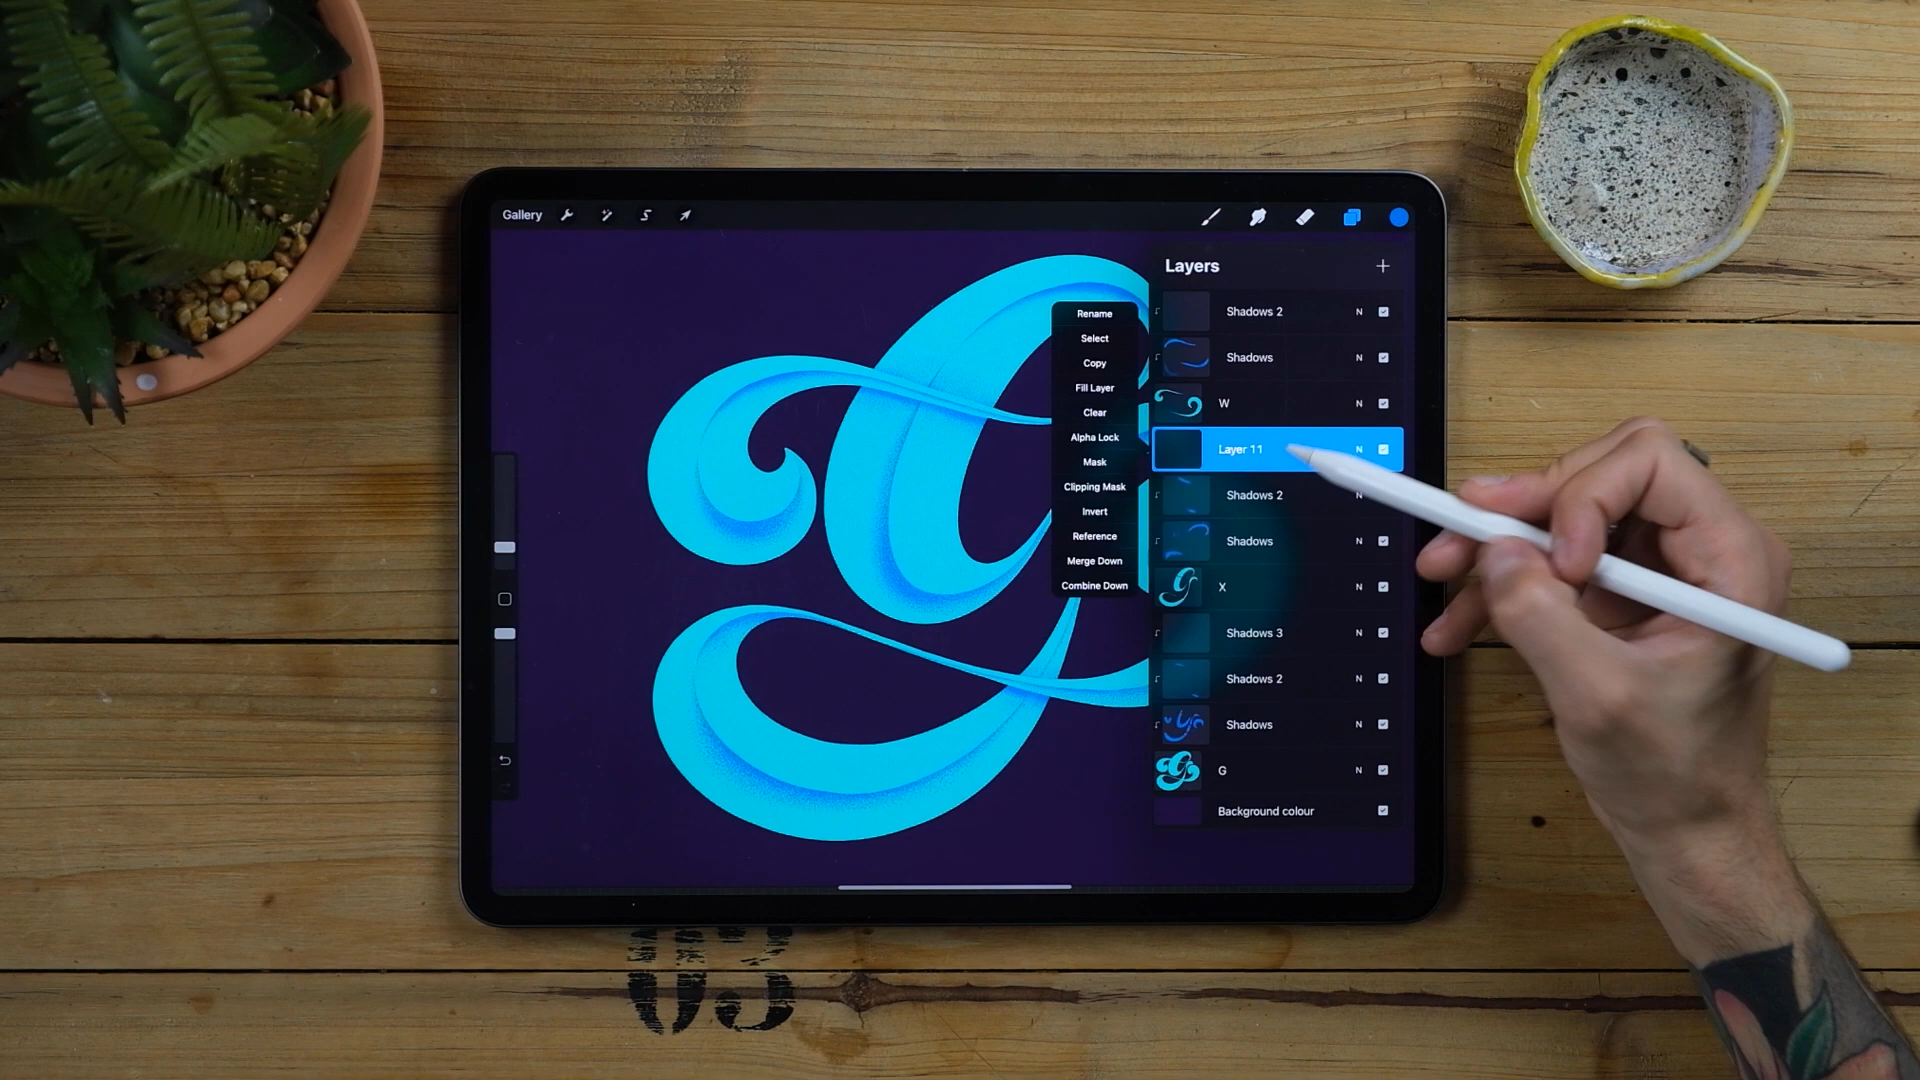 Gallery
Layers
Shadows 2 N
Shadows N
W N
Layer 11 N
Shadows 2 N
Shadows N
X N
Shadows 3 N
Shadows 2 N
Shadows N
G N
Background colour
Rename
Select
Copy
Fill Layer
Clear
Alpha Lock
Mask
Clipping Mask
Invert
Reference
Merge Down
Combine Down
G
03